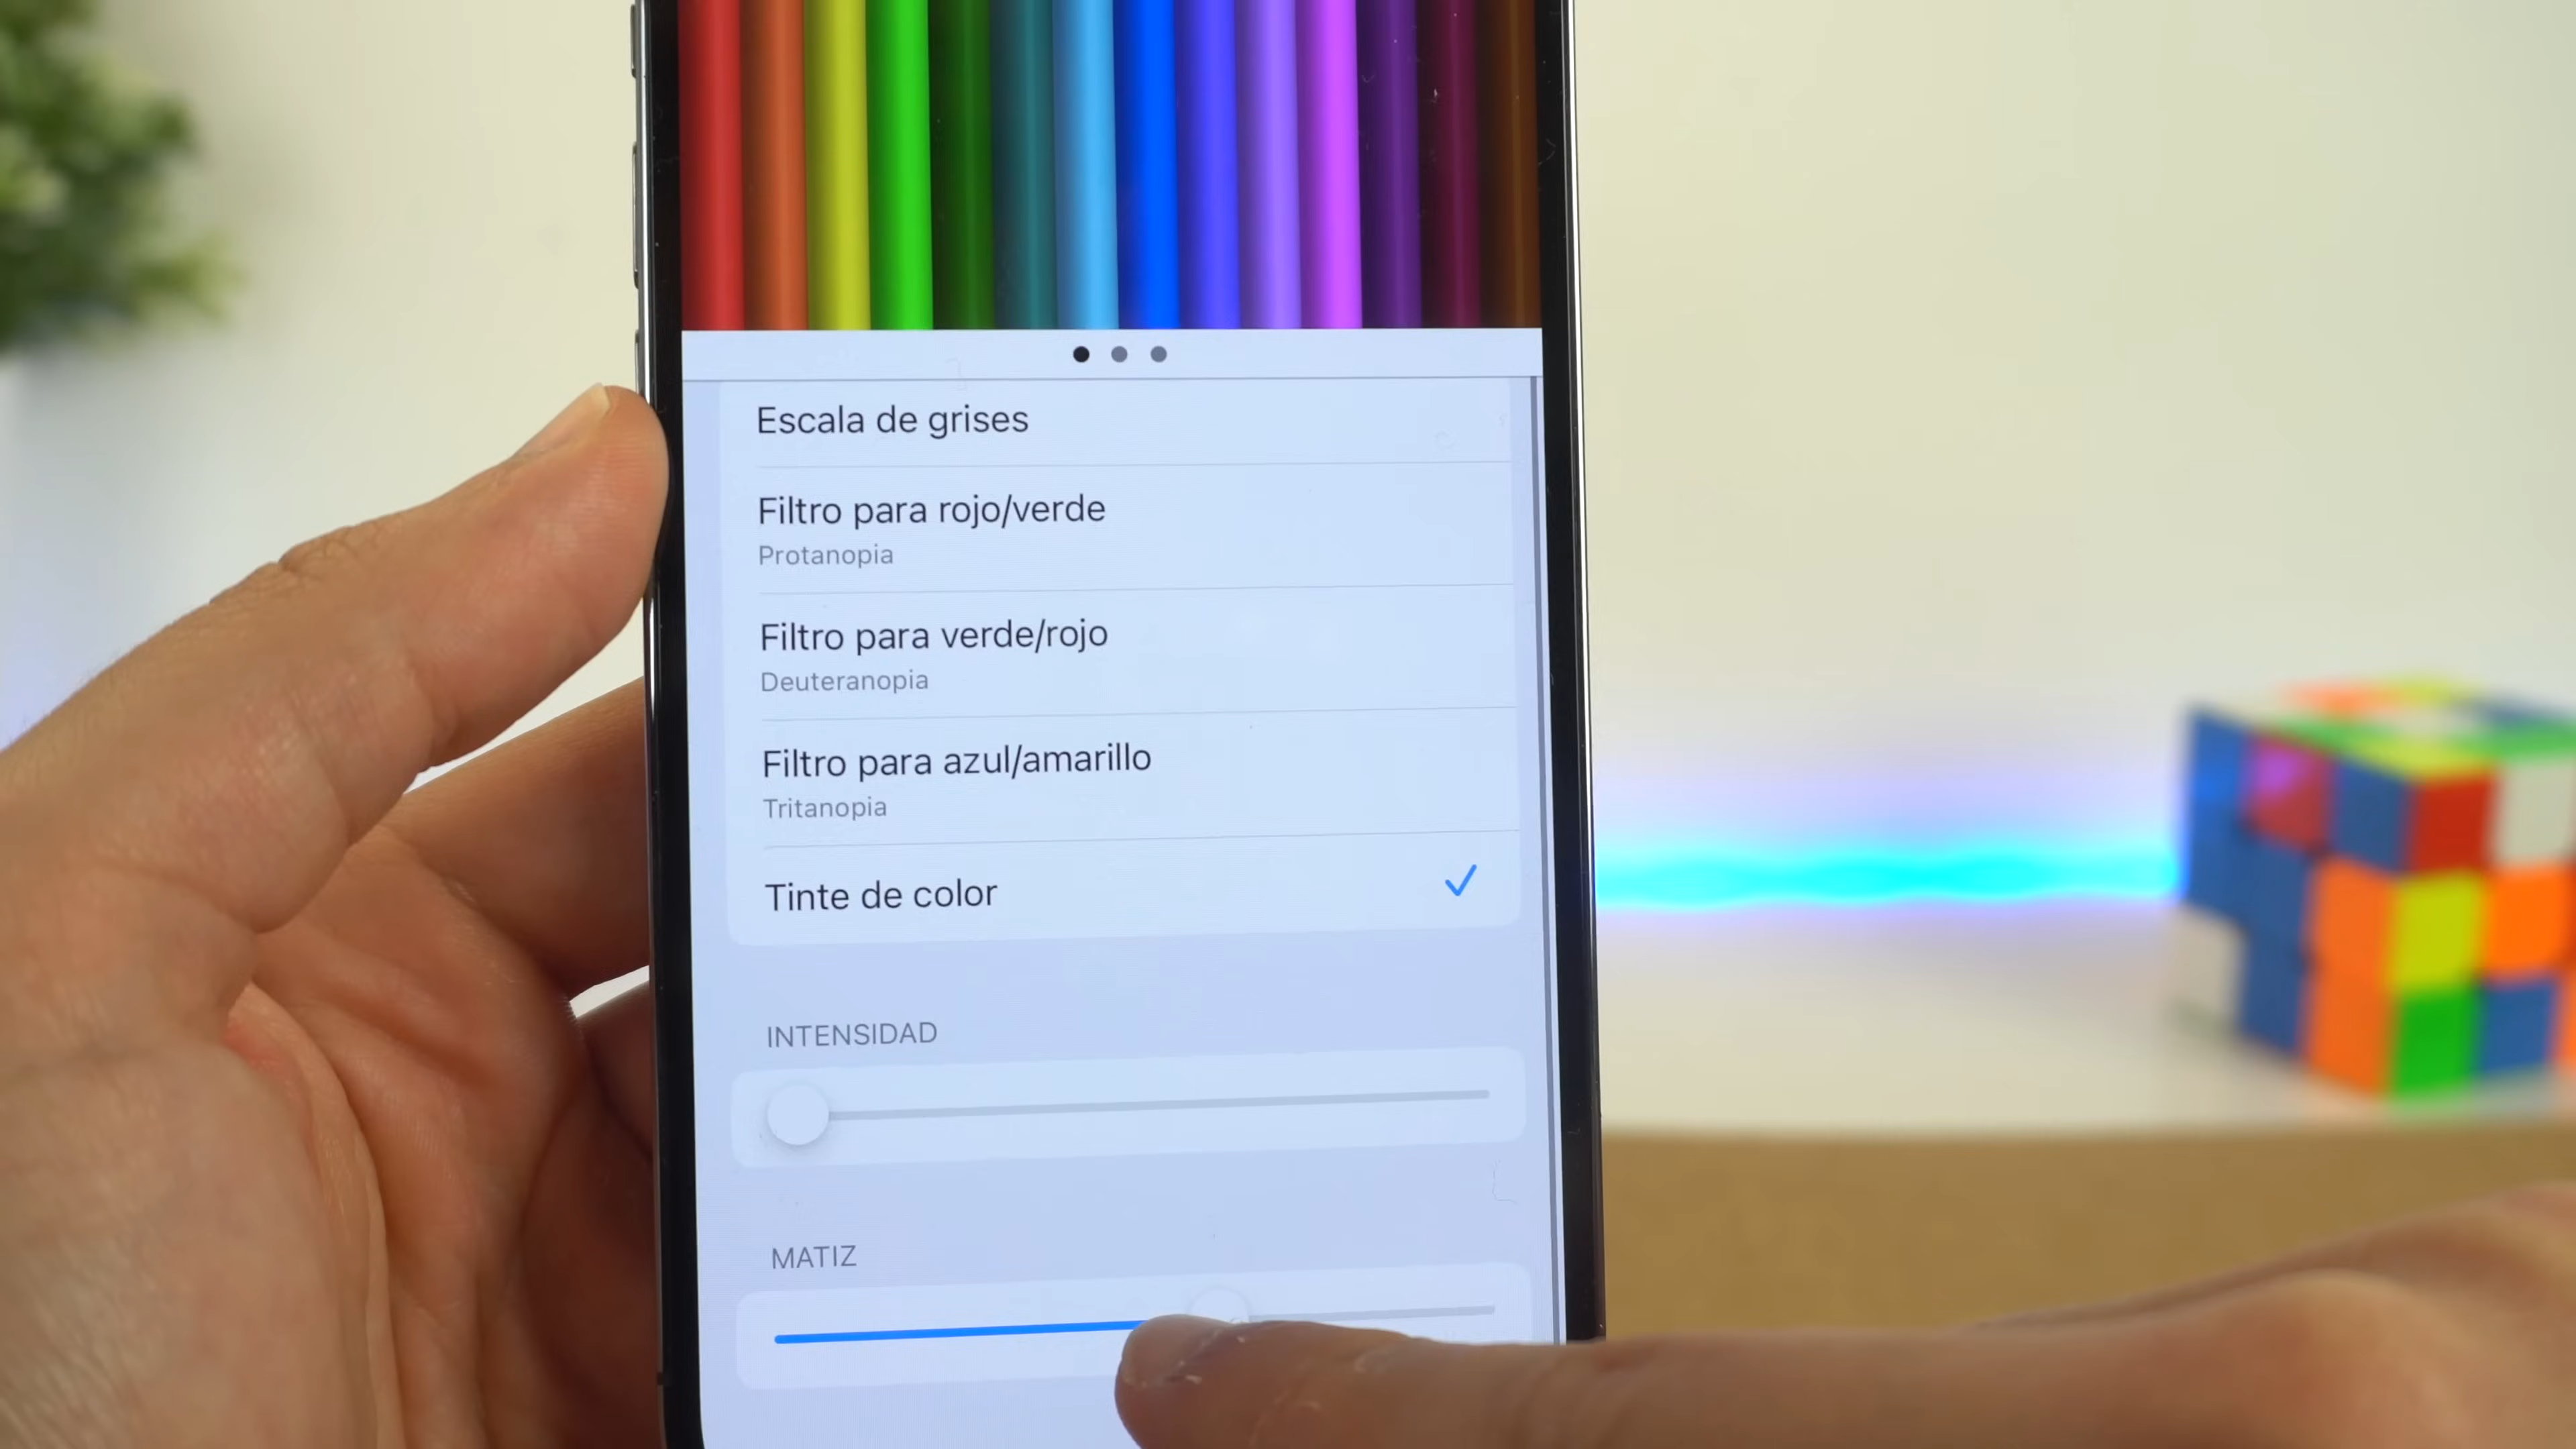 Escala de grises
Filtro para rojo/verde
Protanopia
Filtro para verde/rojo
Deuteranopia
Filtro para azul/amarillo
Tritanopia
Tinte de color
INTENSIDAD
MATIZ